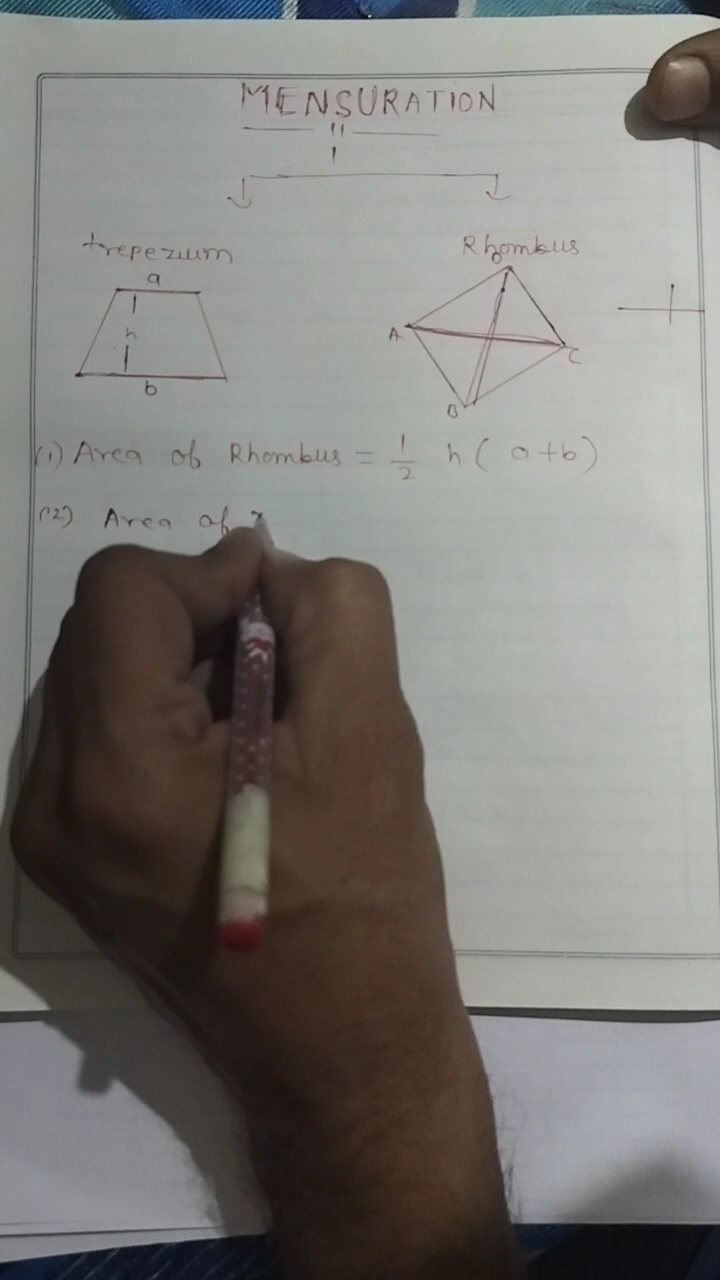 MENSURATION
trepezium
Rhombus
a
h
b
A
C
B
(1) Area of Rhombus = 1/2 h ( a+b)
(2) Area of